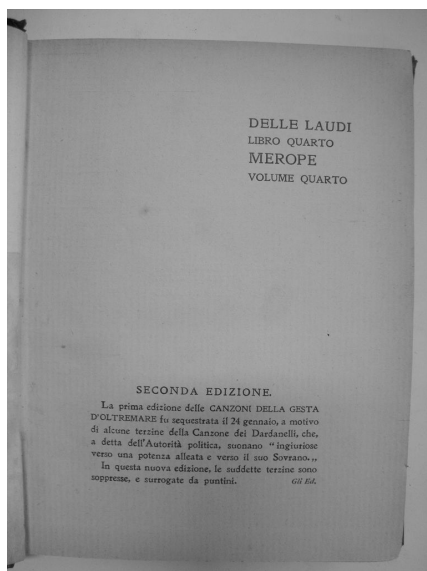 DELLE LAUDI
LIBRO QUARTO
MEROPE
VOLUME QUARTO
SECONDA EDIZIONE.
La prima edizione delle CANZONI DELLA GESTA
D'OLTREMARE fu sequestrata il 24 gennaio, a motivo
di alcune terzine della Canzone dei Dardanelli, che,
a detta dell'Autorità politica, suonano "ingiuriose
verso una potenza alleata e verso il suo Sovrano.„
In questa nuova edizione, le suddette terzine sono
soppresse, e surrogate da puntini. Gli Ed.